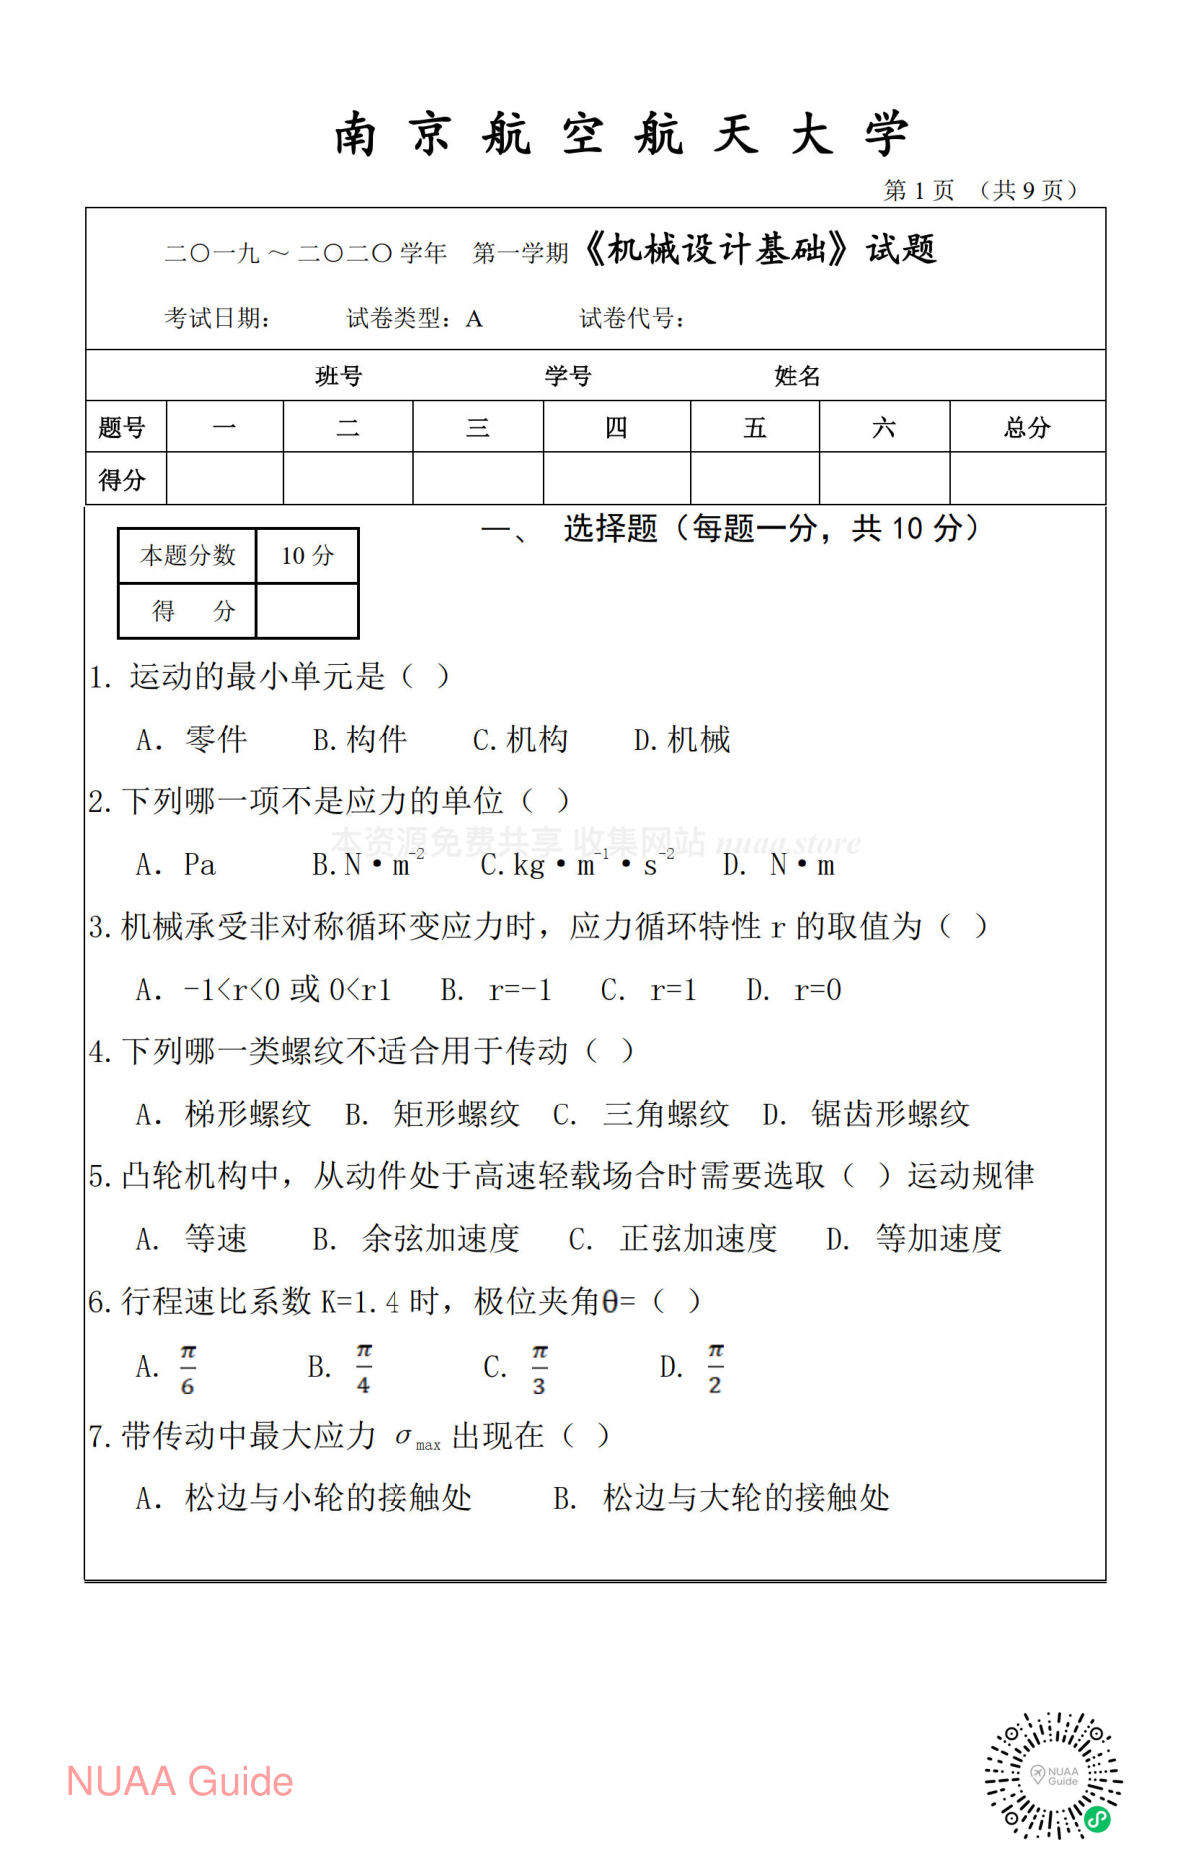 南京航空航天大学
第 1 页 （共 9 页）
二〇一九 ～ 二〇二〇 学年 第一学期《机械设计基础》试题
考试日期： 试卷类型：A 试卷代号：
班号 学号 姓名
题号 一 二 三 四 五 六 总分
得分
一、 选择题（每题一分，共 10 分）
本题分数 10 分
得 分
1. 运动的最小单元是（ ）
A. 零件 B.构件 C.机构 D.机械
2.下列哪一项不是应力的单位（ ）
本资源免费共享 收集网站 nuaa.store
A. Pa B.N•m⁻² C.kg•m⁻¹•s⁻² D. N•m
3.机械承受非对称循环变应力时，应力循环特性 r 的取值为（ ）
A. -1<r<0 或 0<r1 B. r=-1 C. r=1 D. r=0
4.下列哪一类螺纹不适合用于传动（ ）
A. 梯形螺纹 B. 矩形螺纹 C. 三角螺纹 D. 锯齿形螺纹
5.凸轮机构中，从动件处于高速轻载场合时需要选取（ ）运动规律
A. 等速 B. 余弦加速度 C. 正弦加速度 D. 等加速度
6.行程速比系数 K=1.4 时，极位夹角θ=（ ）
A. π/6 B. π/4 C. π/3 D. π/2
7.带传动中最大应力 σmax 出现在（ ）
A. 松边与小轮的接触处 B. 松边与大轮的接触处
NUAA Guide
NUAA
Guide